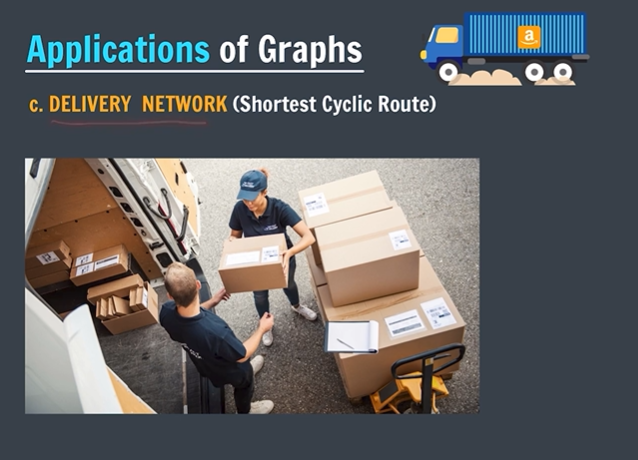 Applications of Graphs
a
c. DELIVERY NETWORK (Shortest Cyclic Route)